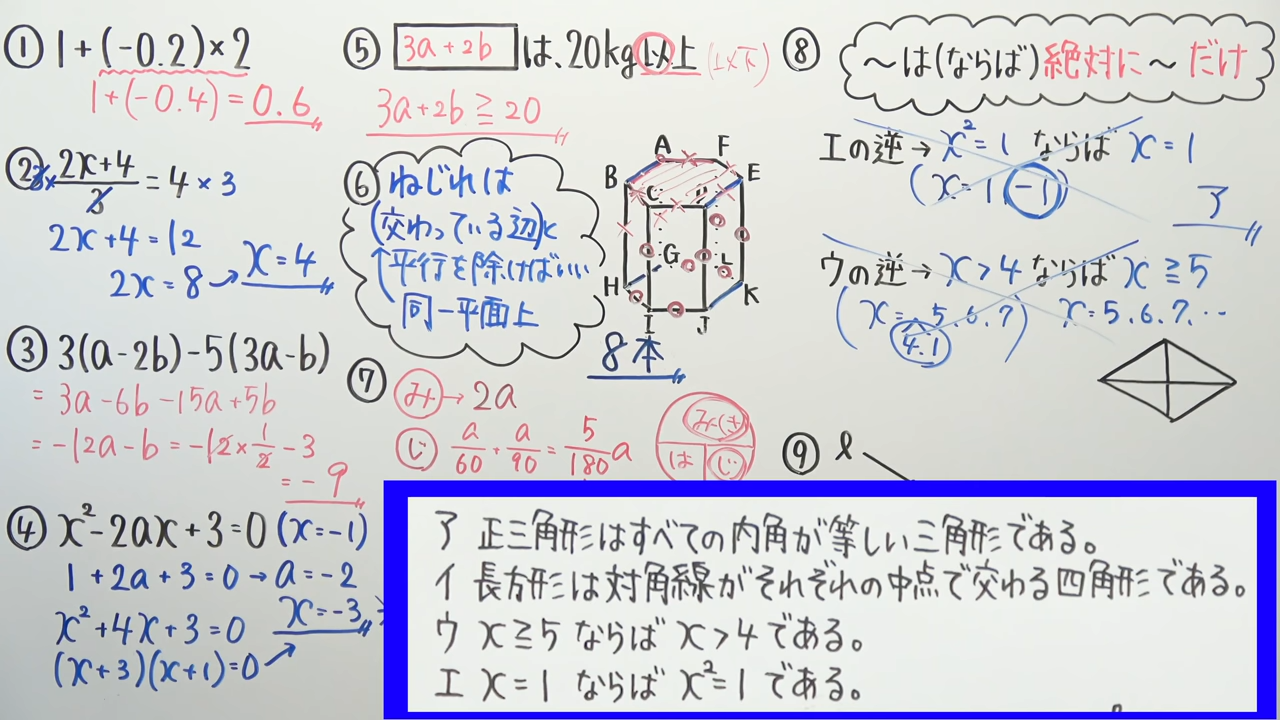 ① 1+(-0.2)×2
1+(-0.4)=0.6
② 3× 2x+4/3 = 4 ×3
2x+4=12
2x=8→x=4
③ 3(a-2b)-5(3a-b)
= 3a-6b-15a+5b
= -12a-b = -12×1/2-3
= -9
④ x²-2ax+3=0 (x=-1)
1+2a+3=0→a=-2
x²+4x+3=0 x=-3
(x+3)(x+1)=0
⑤ 3a+2b は、20kg以上 (以下)
3a+2b≧20
⑥ ねじれは
(交わっている辺)と
平行を除けばいい
同一平面上
A F
B E
C D
G L
H K
I J
8本
⑦ み→2a
じ a/60+a/90=5/180a
みちき
は じ
⑧ 〜は(ならば)絶対に〜だけ
エの逆→x²=1 ならば x=1
(x=1, -1)
ア
ウの逆→x>4 ならば x≧5
(x= 5.6.7) x=5.6.7...
4.1
⑨ ℓ
ア 正三角形はすべての内角が等しい三角形である。
イ 長方形は対角線がそれぞれの中点で交わる四角形である。
ウ x≧5 ならば x>4 である。
エ x=1 ならば x²=1 である。